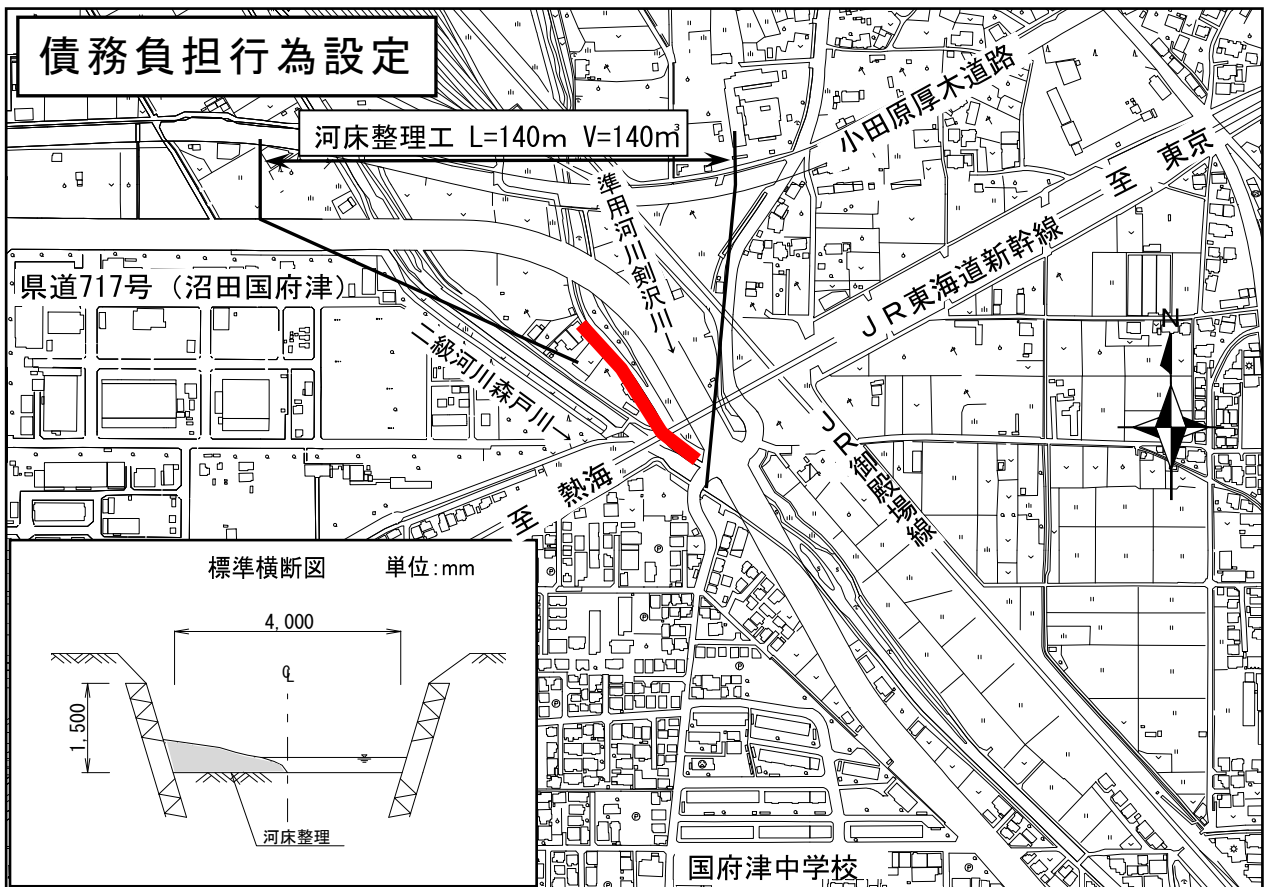 債務負担行為設定
河床整理工 L=140m V=140㎥
小田原厚木道路
至 東京
準用河川剣沢川→
JR東海道新幹線
県道717号（沼田国府津）
二級河川森戸川→
N
JR御殿場線
至 熱海
標準横断図 単位:mm
4,000
℄
1,500
河床整理
国府津中学校